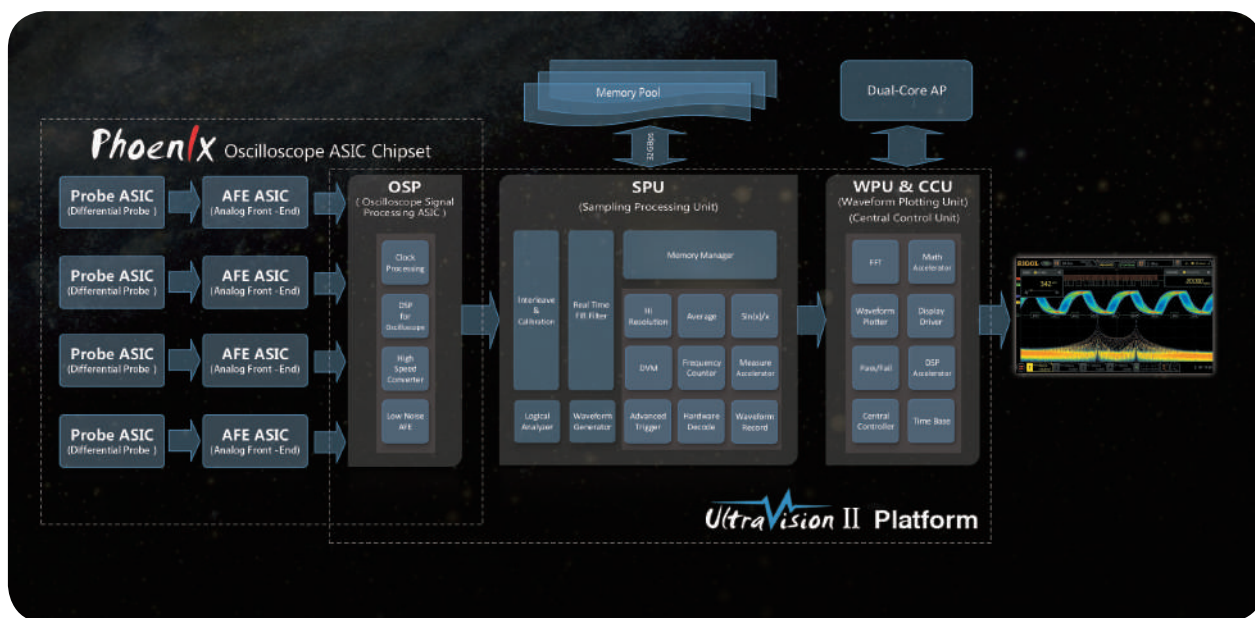 Memory Pool
Dual-Core AP
32GBps
PhoenIx Oscilloscope ASIC Chipset
Probe ASIC
(Differential Probe )
AFE ASIC
(Analog Front -End)
Probe ASIC
(Differential Probe )
AFE ASIC
(Analog Front -End)
Probe ASIC
(Differential Probe )
AFE ASIC
(Analog Front -End)
Probe ASIC
(Differential Probe )
AFE ASIC
(Analog Front -End)
OSP
( Oscilloscope Signal
Processing ASIC )
Clock
Processing
DSP
for
Oscilloscope
High
Speed
Converter
Low Noise
AFE
SPU
(Sampling Processing Unit)
Interleave
&
Calibration
Real Time
FIR Filter
Memory Manager
Hi
Resolution
Average
Sin(x)/x
DVM
Frequency
Counter
Measure
Accelerator
Logical
Analyzer
Waveform
Generator
Advanced
Trigger
Hardware
Decode
Waveform
Record
WPU & CCU
(Waveform Plotting Unit)
(Central Control Unit)
FFT
Math
Accelerator
Waveform
Plotter
Display
Driver
Pass/Fail
DSP
Accelerator
Central
Controller
Time Base
RIGOL
UltraVision II Platform